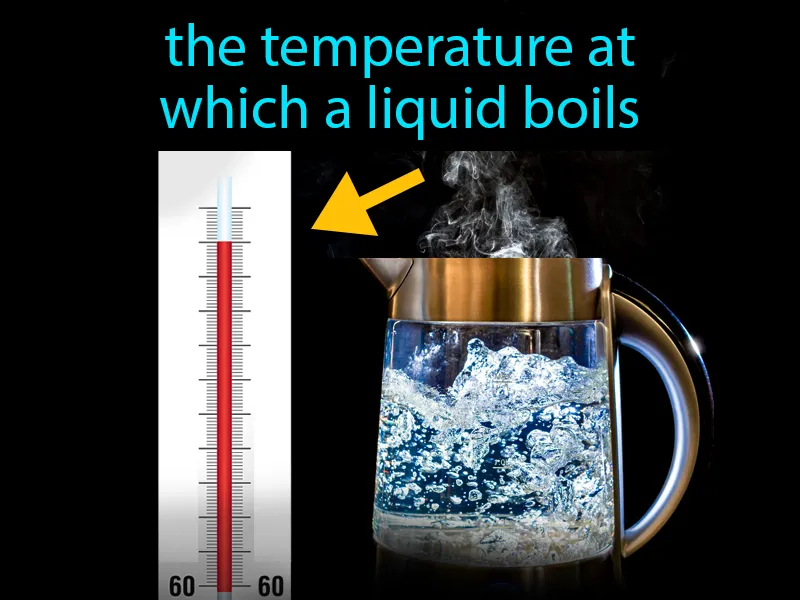 the temperature at
which a liquid boils
60 60